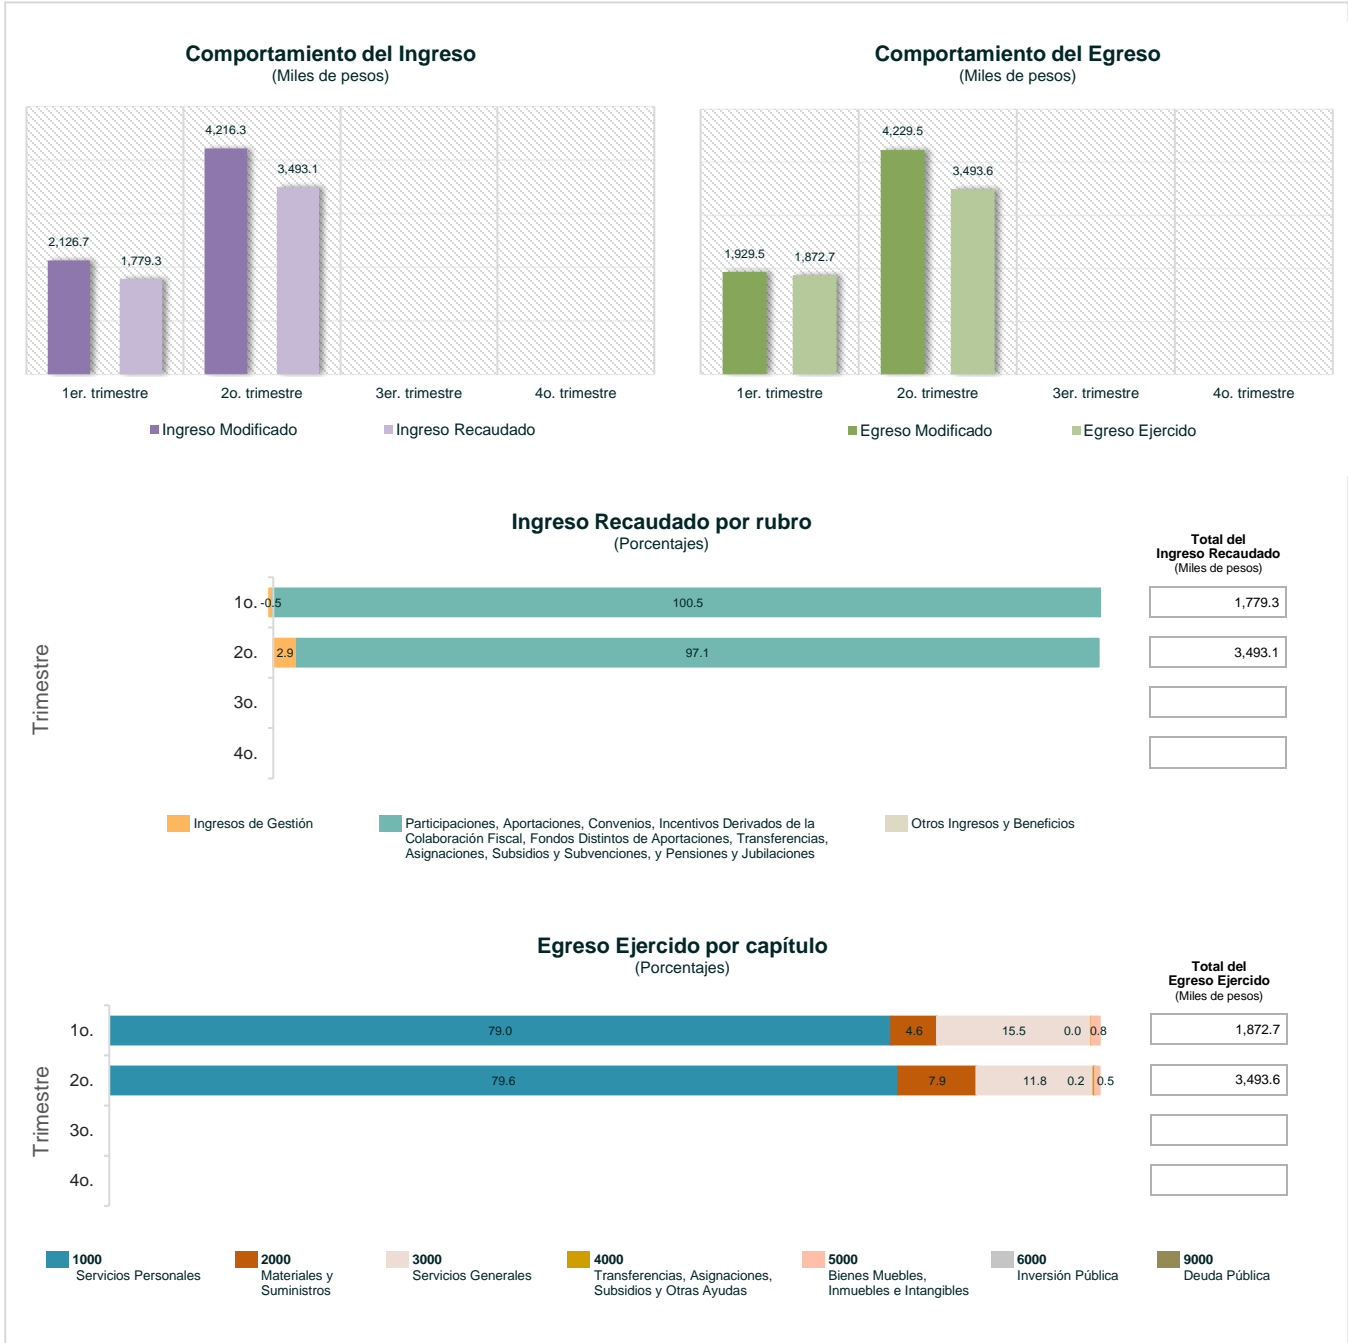 Comportamiento del Ingreso
(Miles de pesos)
4,216.3
3,493.1
2,126.7
1,779.3
1er. trimestre
2o. trimestre
3er. trimestre
4o. trimestre
Ingreso Modificado
Ingreso Recaudado
Comportamiento del Egreso
(Miles de pesos)
4,229.5
3,493.6
1,929.5
1,872.7
1er. trimestre
2o. trimestre
3er. trimestre
4o. trimestre
Egreso Modificado
Egreso Ejercido
Ingreso Recaudado por rubro
(Porcentajes)
Total del
Ingreso Recaudado
(Miles de pesos)
Trimestre
1o. -0.5 100.5 1,779.3
2o. 2.9 97.1 3,493.1
3o.
4o.
Ingresos de Gestión
Participaciones, Aportaciones, Convenios, Incentivos Derivados de la
Colaboración Fiscal, Fondos Distintos de Aportaciones, Transferencias,
Asignaciones, Subsidios y Subvenciones, y Pensiones y Jubilaciones
Otros Ingresos y Beneficios
Egreso Ejercido por capítulo
(Porcentajes)
Total del
Egreso Ejercido
(Miles de pesos)
Trimestre
1o. 79.0 4.6 15.5 0.0 0.8 1,872.7
2o. 79.6 7.9 11.8 0.2 0.5 3,493.6
3o.
4o.
1000
Servicios Personales
2000
Materiales y
Suministros
3000
Servicios Generales
4000
Transferencias, Asignaciones,
Subsidios y Otras Ayudas
5000
Bienes Muebles,
Inmuebles e Intangibles
6000
Inversión Pública
9000
Deuda Pública